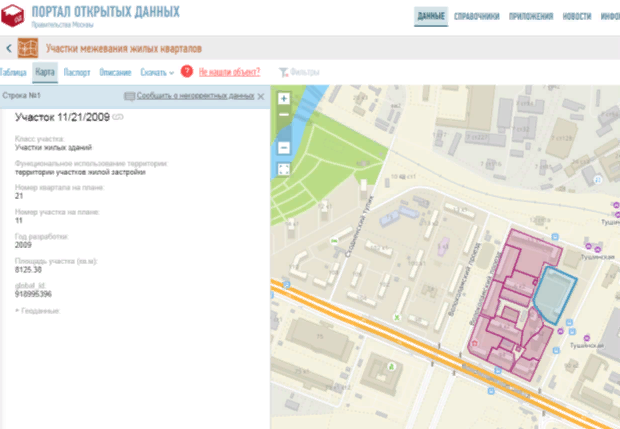 ПОРТАЛ ОТКРЫТЫХ ДАННЫХ
Правительства Москвы
ДАННЫЕ СПРАВОЧНИКИ ПРИЛОЖЕНИЯ НОВОСТИ ИНФО
Участки межевания жилых кварталов
Таблица Карта Паспорт Описание Скачать ? Не нашли объект? Фильтры
Строка №1 Сообщить о некорректных данных
Участок 11/21/2009
Класс участка:
Участки жилых зданий
Функциональное использование территории:
территории участков жилой застройки
Номер квартала на плане:
21
Номер участка на плане:
11
Год разработки:
2009
Площадь участка (кв.м):
8125.38
global_id:
918995396
Геоданные
Сходненский тупик
Волоколамский проезд
Волоколамский проезд
Тушинская
Тушинская